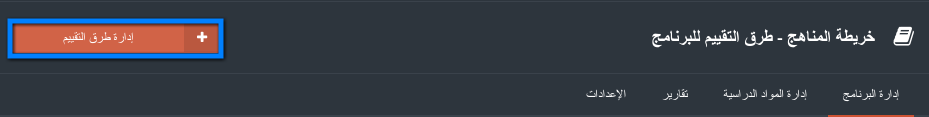 خريطة المناهج - طرق التقييم للبرنامج
إدارة طرق التقييم
إدارة البرنامج إدارة المواد الدراسية تقارير الإعدادات